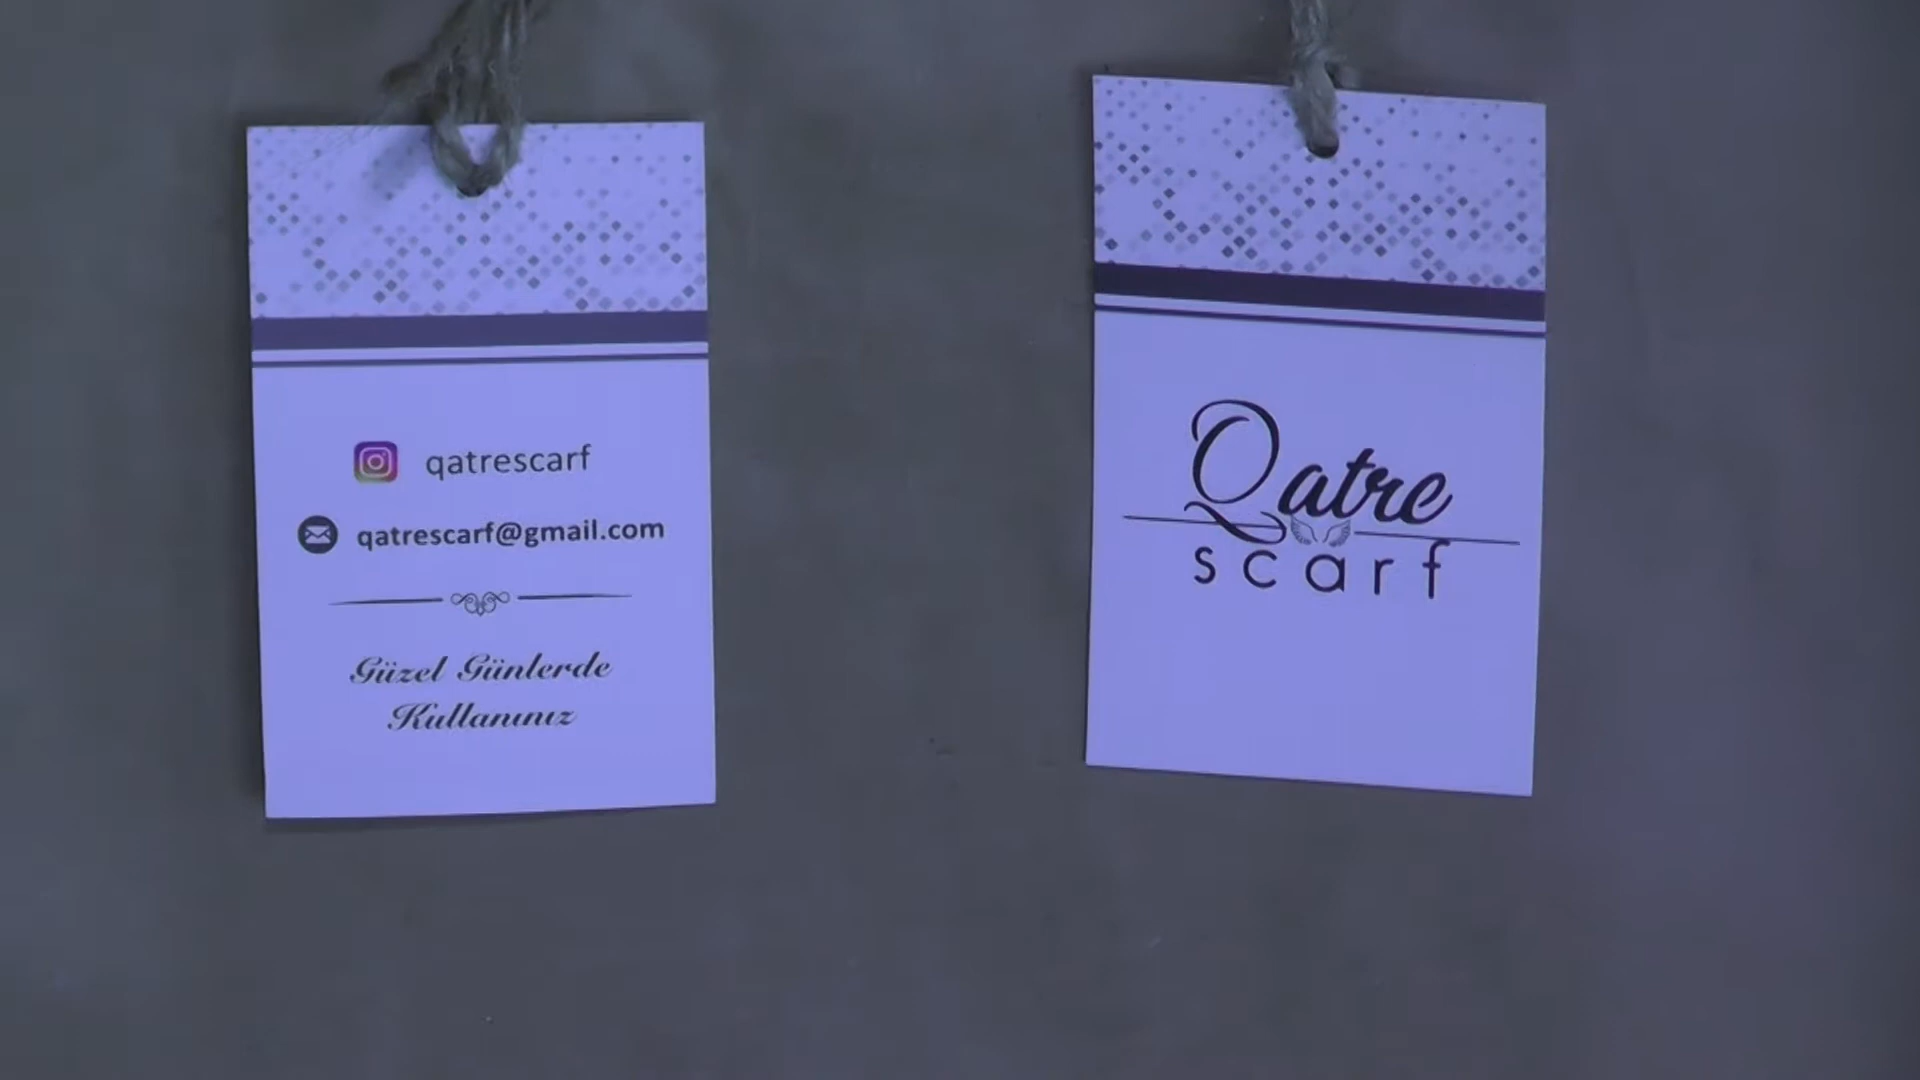 qatrescarf
qatrescarf@gmail.com
Güzel Günlerde
Kullanınız
Qatre
scarf